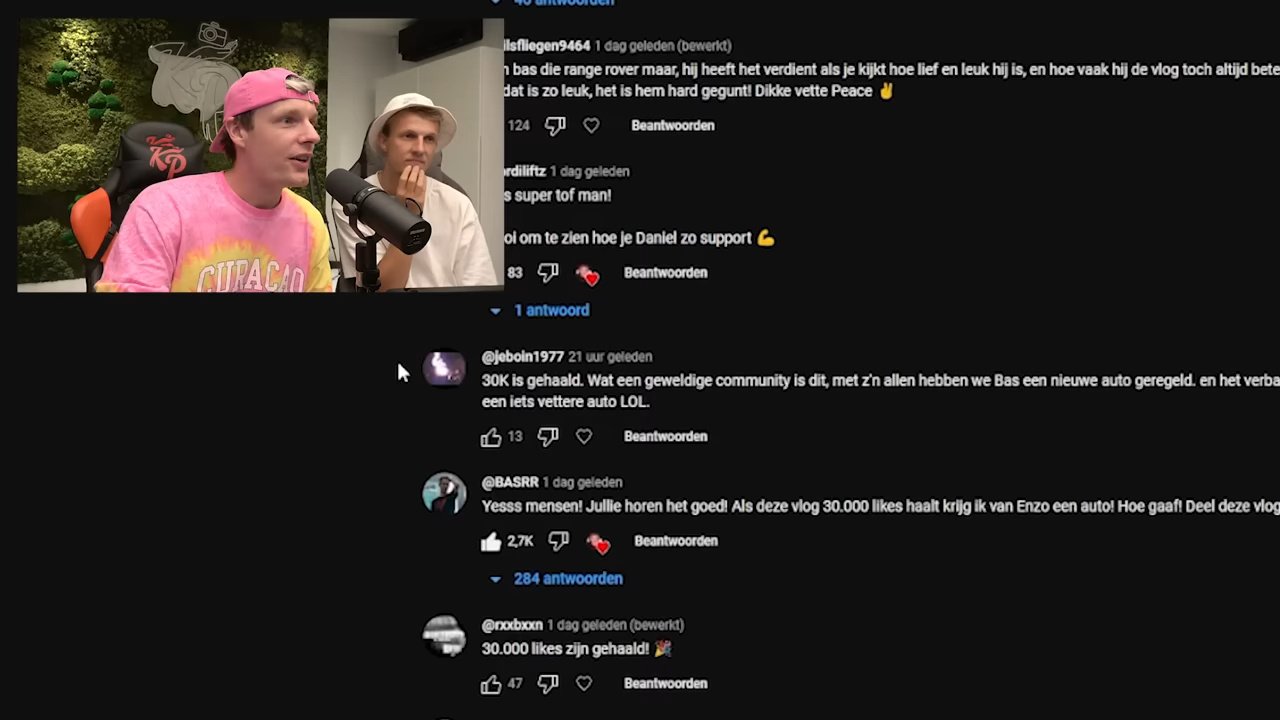 40 antwoorden
ilsfliegen9464 1 dag geleden (bewerkt)
bas die range rover maar, hij heeft het verdient als je kijkt hoe lief en leuk hij is, en hoe vaak hij de vlog toch altijd bete
dat is zo leuk, het is hem hard gegunt! Dikke vette Peace ✌
124 Beantwoorden
rdiliftz 1 dag geleden
s super tof man!
oi om te zien hoe je Daniel zo support 💪
83 Beantwoorden
1 antwoord
@jeboin1977 21 uur geleden
30K is gehaald. Wat een geweldige community is dit, met z'n allen hebben we Bas een nieuwe auto geregeld. en het verba
een iets vettere auto LOL.
13 Beantwoorden
@BASRR 1 dag geleden
Yesss mensen! Jullie horen het goed! Als deze vlog 30.000 likes haalt krijg ik van Enzo een auto! Hoe gaaf! Deel deze vlog
2,7K Beantwoorden
284 antwoorden
@rxxbxxn 1 dag geleden (bewerkt)
30.000 likes zijn gehaald! 🎉
47 Beantwoorden
KP
CURACAO